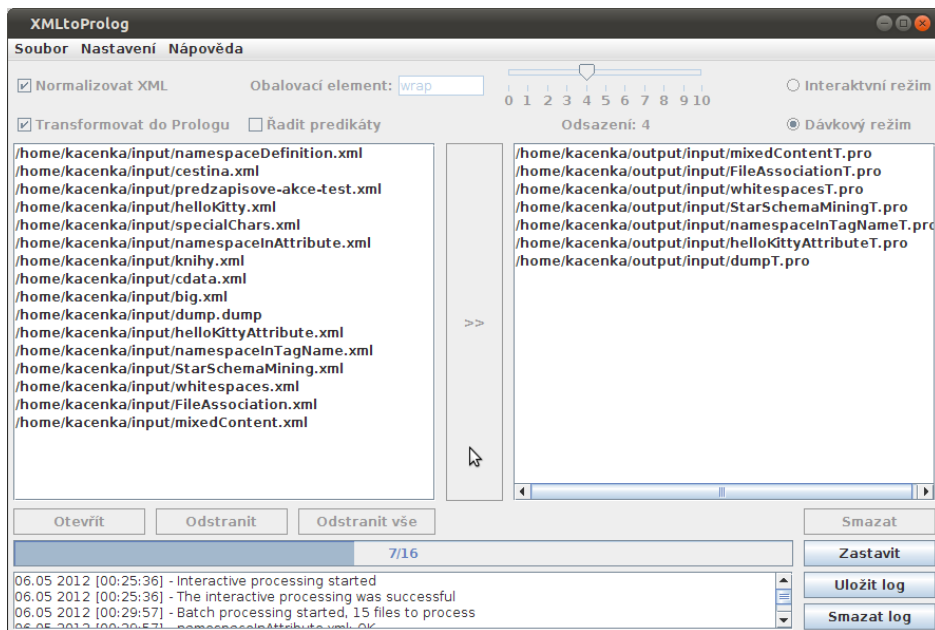 XMLtoProlog
Soubor Nastavení Nápověda
Normalizovat XML
Obalovací element: wrap
0 1 2 3 4 5 6 7 8 9 10
Interaktvní režim
Transformovat do Prologu
Řadit predikáty
Odsazení: 4
Dávkový režim
/home/kacenka/input/namespaceDefinition.xml
/home/kacenka/input/cestina.xml
/home/kacenka/input/predzapisove-akce-test.xml
/home/kacenka/input/helloKitty.xml
/home/kacenka/input/specialChars.xml
/home/kacenka/input/namespaceInAttribute.xml
/home/kacenka/input/knihy.xml
/home/kacenka/input/cdata.xml
/home/kacenka/input/big.xml
/home/kacenka/input/dump.dump
/home/kacenka/input/helloKittyAttribute.xml
/home/kacenka/input/namespaceInTagName.xml
/home/kacenka/input/StarSchemaMining.xml
/home/kacenka/input/whitespaces.xml
/home/kacenka/input/FileAssociation.xml
/home/kacenka/input/mixedContent.xml
>>
/home/kacenka/output/input/mixedContentT.pro
/home/kacenka/output/input/FileAssociationT.pro
/home/kacenka/output/input/whitespacesT.pro
/home/kacenka/output/input/StarSchemaMiningT.pro
/home/kacenka/output/input/namespaceInTagNameT.pro
/home/kacenka/output/input/helloKittyAttributeT.pro
/home/kacenka/output/input/dumpT.pro
Otevřít
Odstranit
Odstranit vše
Smazat
7/16
Zastavit
06.05 2012 [00:25:36] - Interactive processing started
06.05 2012 [00:25:36] - The interactive processing was successful
06.05 2012 [00:29:57] - Batch processing started, 15 files to process
06.05 2012 [00:29:57] - namespaceInAttribute.xml: OK
Uložit log
Smazat log